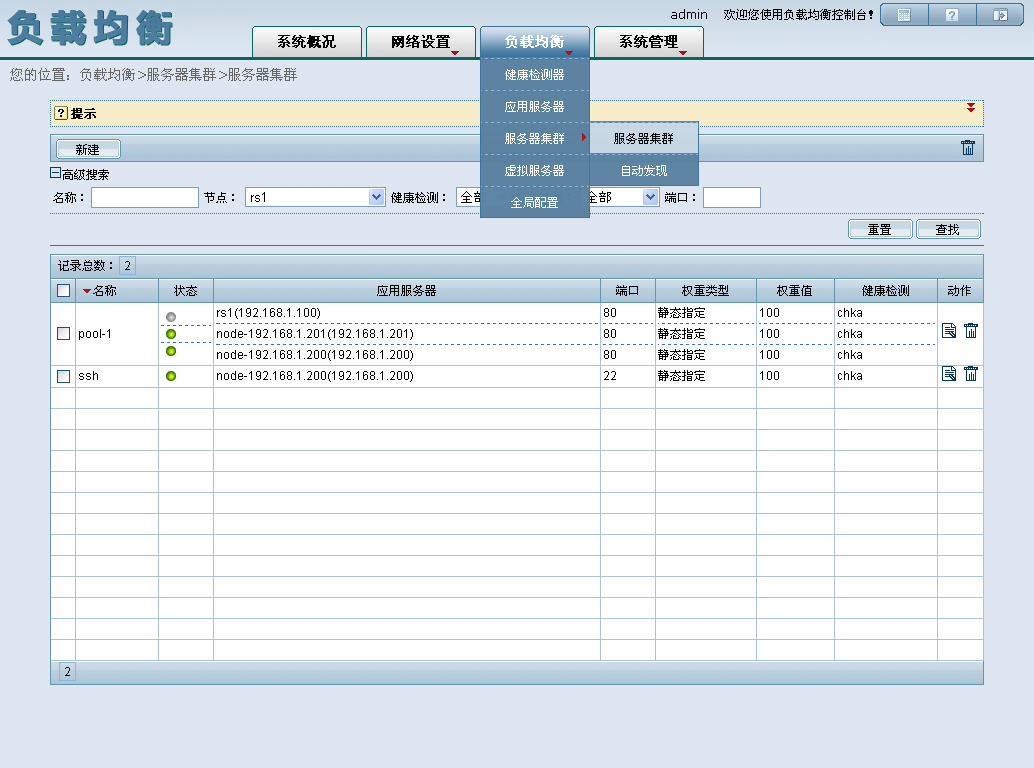 负载均衡
admin 欢迎您使用负载均衡控制台!
系统概况 网络设置 负载均衡 系统管理
您的位置：负载均衡>服务器集群>服务器集群
健康检测器
应用服务器
服务器集群 服务器集群
虚拟服务器 自动发现
全局配置
? 提示
新建
高级搜索
名称： 节点： rs1 健康检测： 全部 全部 端口：
重置 查找
记录总数： 2
名称 状态 应用服务器 端口 权重类型 权重值 健康检测 动作
rs1(192.168.1.100) 80 静态指定 100 chka
pool-1 node-192.168.1.201(192.168.1.201) 80 静态指定 100 chka
node-192.168.1.200(192.168.1.200) 80 静态指定 100 chka
ssh node-192.168.1.200(192.168.1.200) 22 静态指定 100 chka
2